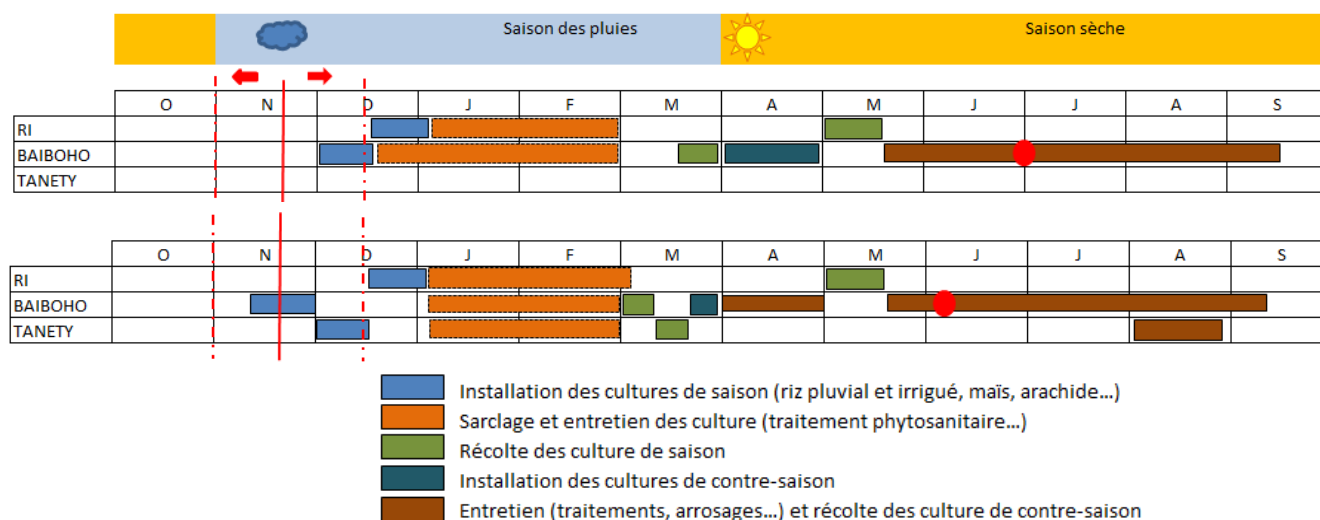 Saison des pluies Saison sèche
O N D J F M A M J J A S
RI
BAIBOHO
TANETY
O N D J F M A M J J A S
RI
BAIBOHO
TANETY
Installation des cultures de saison (riz pluvial et irrigué, maïs, arachide…)
Sarclage et entretien des culture (traitement phytosanitaire…)
Récolte des culture de saison
Installation des cultures de contre-saison
Entretien (traitements, arrosages…) et récolte des culture de contre-saison